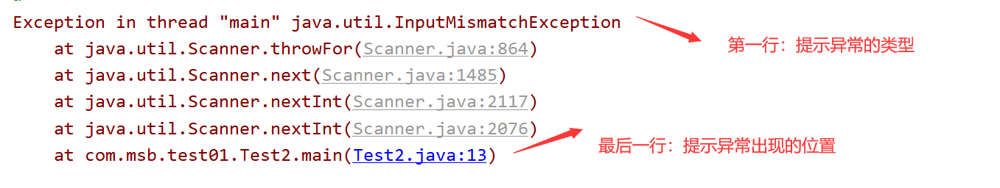 Exception in thread "main" java.util.InputMismatchException
第一行：提示异常的类型
at java.util.Scanner.throwFor(Scanner.java:864)
at java.util.Scanner.next(Scanner.java:1485)
at java.util.Scanner.nextInt(Scanner.java:2117)
at java.util.Scanner.nextInt(Scanner.java:2076)
at com.msb.test01.Test2.main(Test2.java:13)
最后一行：提示异常出现的位置